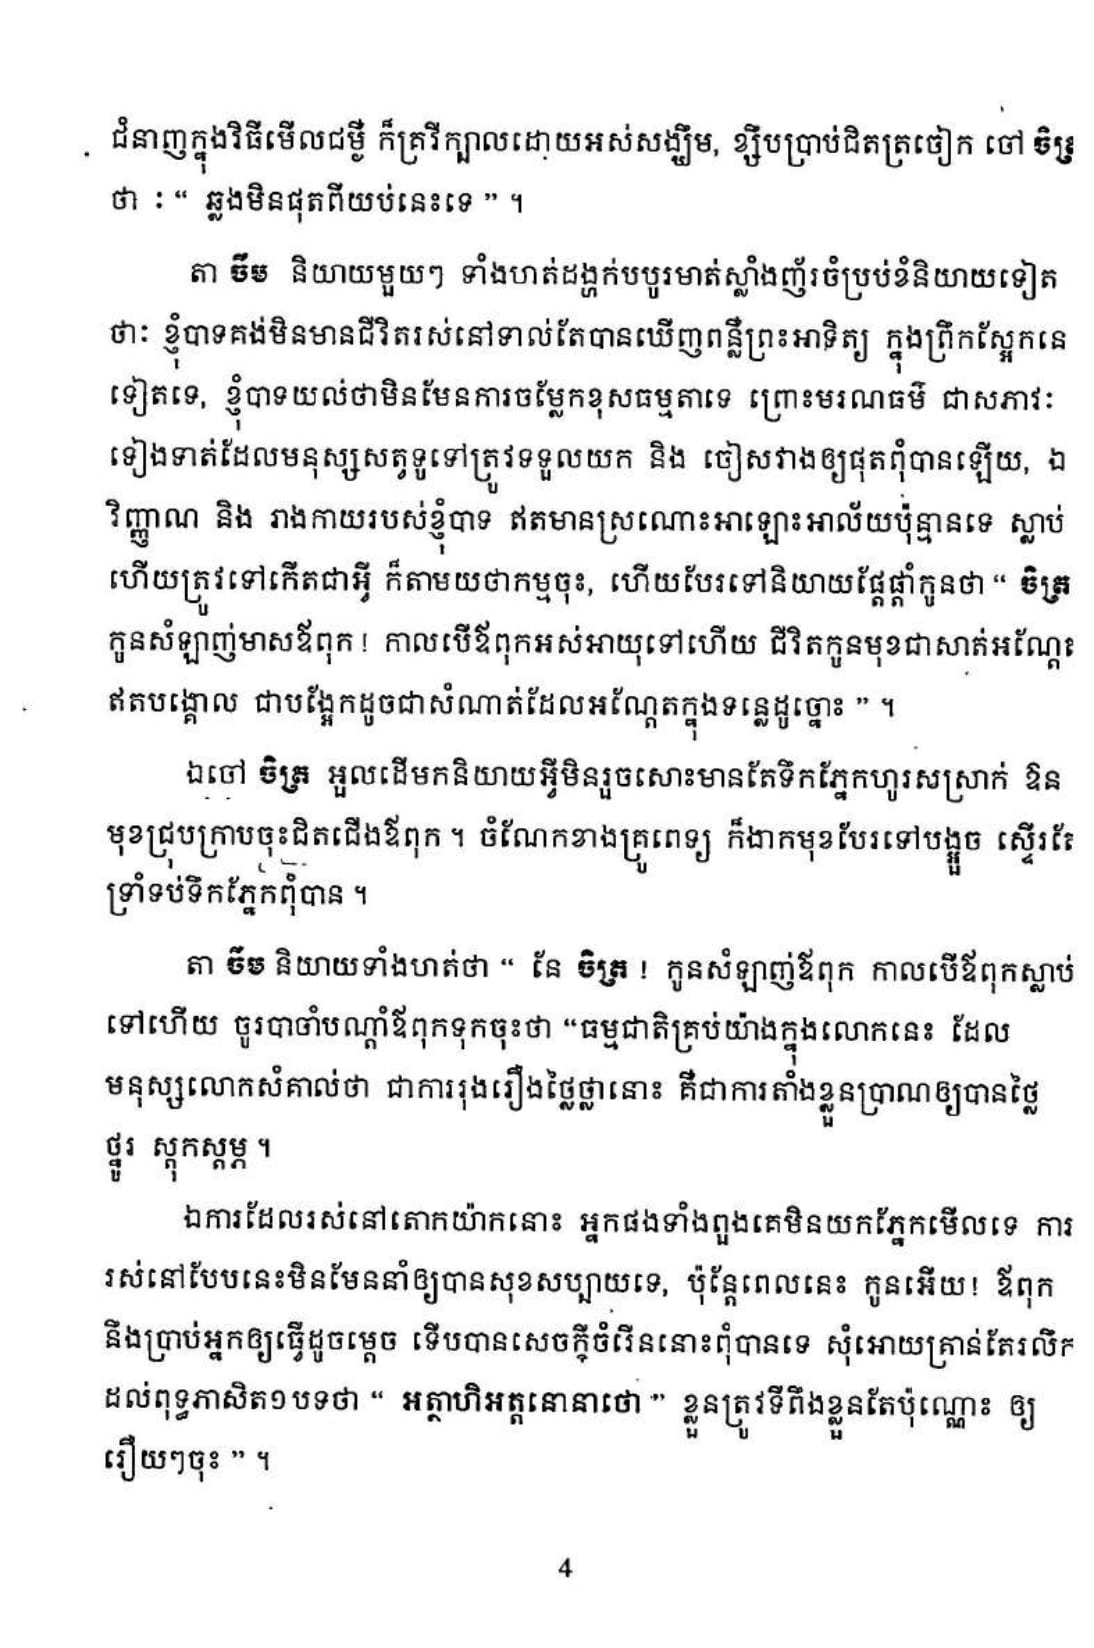 ជំនាញក្នុងវិធីមើលជម្ងឺ ក៏គ្រវីក្បាលដោយអស់សង្ឃឹម, ខ្សឹបប្រាប់ជិតត្រចៀក ចៅ ចិត្រ
ថា ៖ “ ឆ្លងមិនផុតពីយប់នេះទេ ” ។
តា ចឹម និយាយមួយៗ ទាំងហត់ដង្ហក់បបូរមាត់ស្លាំងញ័រចំប្រប់ខំនិយាយទៀត
ថាៈ ខ្ញុំបាទគង់មិនមានជីវិតរស់នៅទាល់តែបានឃើញពន្លឺព្រះអាទិត្យ ក្នុងព្រឹកស្អែកនេ
ទៀតទេ, ខ្ញុំបាទយល់ថាមិនមែនការចម្លែកខុសធម្មតាទេ ព្រោះមរណធម៌ ជាសភាវៈ
ទៀងទាត់ដែលមនុស្សសត្វទូទៅត្រូវទទួលយក និង ចៀសវាងឲ្យផុតពុំបានឡើយ, ឯ
វិញ្ញាណ និង រាងកាយរបស់ខ្ញុំបាទ ឥតមានស្រណោះអាឡោះអាល័យប៉ុន្មានទេ ស្លាប់
ហើយត្រូវទៅកើតជាអ្វី ក៏តាមយថាកម្មចុះ, ហើយបែរទៅនិយាយផ្តែផ្តាំកូនថា “ ចិត្រ
កូនសំឡាញ់មាសឪពុក ! កាលបើឪពុកអស់អាយុទៅហើយ ជីវិតកូនមុខជាសាត់អណ្តែត
ឥតបង្គោល ជាបង្អែកដូចជាសំណាត់ដែលអណ្តែតក្នុងទន្លេដូច្នោះ ” ។
ឯចៅ ចិត្រ អួលដើមកនិយាយអ្វីមិនរួចសោះមានតែទឹកភ្នែកហូរសស្រាក់ ឱន
មុខជ្រុបក្រាបចុះជិតជើងឪពុក ។ ចំណែកខាងគ្រូពេទ្យ ក៏ងាកមុខបែរទៅបង្អួច ស្ទើរតែ
ទ្រាំទប់ទឹកភ្នែកពុំបាន ។
តា ចឹម និយាយទាំងហត់ថា “ នែ ចិត្រ ! កូនសំឡាញ់ឪពុក កាលបើឪពុកស្លាប់
ទៅហើយ ចូរបាចាំបណ្តាំឪពុកទុកចុះថា “ធម្មជាតិគ្រប់យ៉ាងក្នុងលោកនេះ ដែល
មនុស្សលោកសំគាល់ថា ជាការរុងរឿងថ្លៃថ្លានោះ គឺជាការតាំងខ្លួនប្រាណឲ្យបានថ្លៃ
ថ្នូរ ស្តុកស្តម្ភ ។
ឯការដែលរស់នៅតោកយ៉ាកនោះ អ្នកផងទាំងពួងគេមិនយកភ្នែកមើលទេ ការ
រស់នៅបែបនេះមិនមែននាំឲ្យបានសុខសប្បាយទេ, ប៉ុន្តែពេលនេះ កូនអើយ! ឪពុក
នឹងប្រាប់អ្នកឲ្យធ្វើដូចម្តេច ទើបបានសេចក្តីចំរើននោះពុំបានទេ សុំអោយគ្រាន់តែរលឹក
ដល់ពុទ្ធភាសិត១បទថា “ អត្ថាហិអត្តនោនាថោ ” ខ្លួនត្រូវទីពឹងខ្លួនតែប៉ុណ្ណោះ ឲ្យ
រឿយៗចុះ ” ។
4